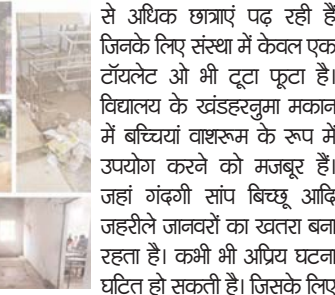 से अधिक छात्राएं पढ़ रही हैं
जिनके लिए संस्था में केवल एक
टॉयलेट ओ भी टूटा फूटा है।
विद्यालय के खंडहरनुमा मकान
में बच्चियां वाशरूम के रूप में
उपयोग करने को मजबूर हैं।
जहां गंदगी सांप बिच्छू आदि
जहरीले जानवरों का खतरा बना
रहता है। कभी भी अप्रिय घटना
घटित हो सकती है। जिसके लिए